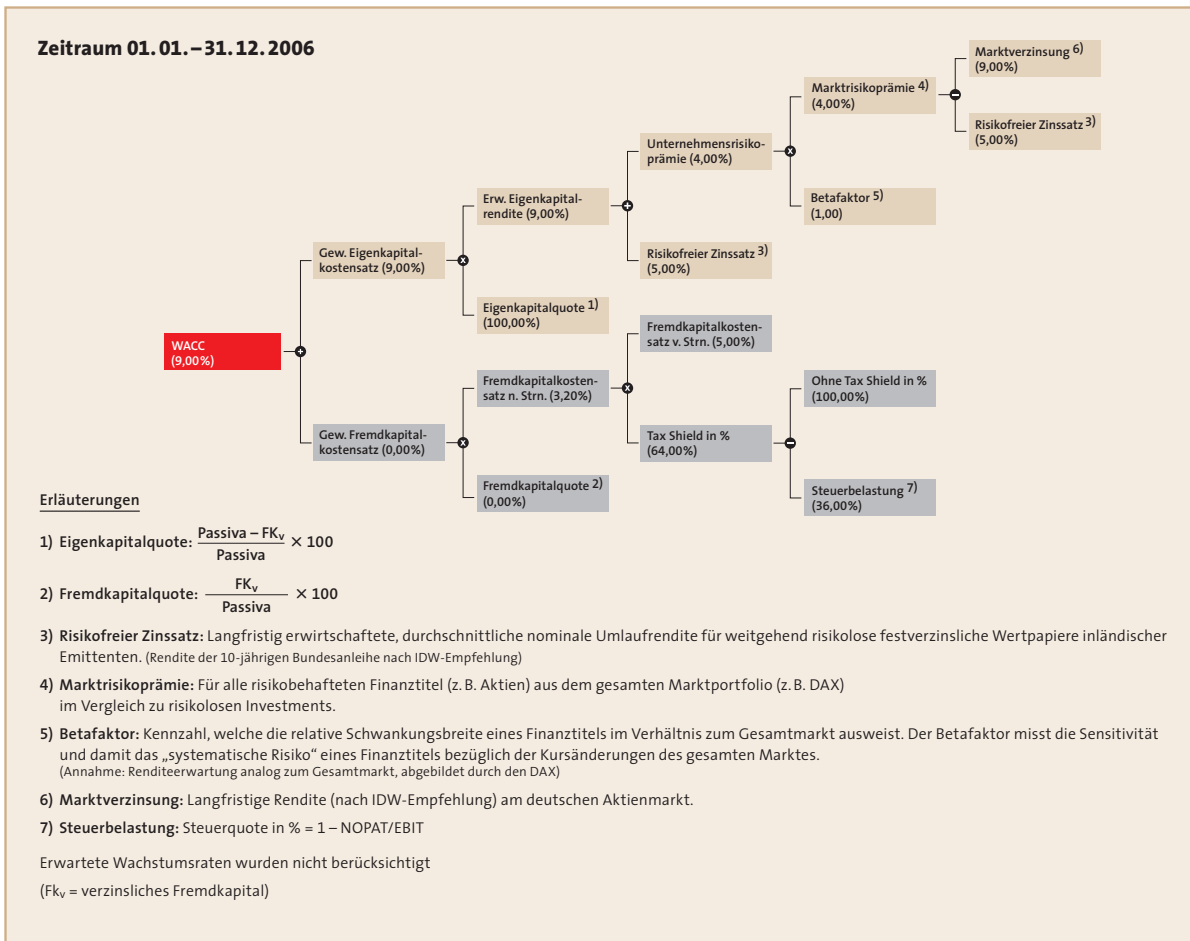 Zeitraum 01. 01. – 31. 12. 2006
Marktverzinsung 6)
(9,00%)
Marktrisikoprämie 4)
(4,00%)
Risikofreier Zinssatz 3)
(5,00%)
Unternehmensrisiko-
prämie (4,00%)
Betafaktor 5)
(1,00)
Erw. Eigenkapital-
rendite (9,00%)
Risikofreier Zinssatz 3)
(5,00%)
Gew. Eigenkapital-
kostensatz (9,00%)
Eigenkapitalquote 1)
(100,00%)
WACC
(9,00%)
Fremdkapitalkosten-
satz v. Strn. (5,00%)
Fremdkapitalkosten-
satz n. Strn. (3,20%)
Ohne Tax Shield in %
(100,00%)
Gew. Fremdkapital-
kostensatz (0,00%)
Tax Shield in %
(64,00%)
Fremdkapitalquote 2)
(0,00%)
Steuerbelastung 7)
(36,00%)
Erläuterungen
1) Eigenkapitalquote: Passiva – FKv / Passiva × 100
2) Fremdkapitalquote: FKv / Passiva × 100
3) Risikofreier Zinssatz: Langfristig erwirtschaftete, durchschnittliche nominale Umlaufrendite für weitgehend risikolose festverzinsliche Wertpapiere inländischer
Emittenten. (Rendite der 10-jährigen Bundesanleihe nach IDW-Empfehlung)
4) Marktrisikoprämie: Für alle risikobehafteten Finanztitel (z. B. Aktien) aus dem gesamten Marktportfolio (z. B. DAX)
im Vergleich zu risikolosen Investments.
5) Betafaktor: Kennzahl, welche die relative Schwankungsbreite eines Finanztitels im Verhältnis zum Gesamtmarkt ausweist. Der Betafaktor misst die Sensitivität
und damit das „systematische Risiko“ eines Finanztitels bezüglich der Kursänderungen des gesamten Marktes.
(Annahme: Renditeerwartung analog zum Gesamtmarkt, abgebildet durch den DAX)
6) Marktverzinsung: Langfristige Rendite (nach IDW-Empfehlung) am deutschen Aktienmarkt.
7) Steuerbelastung: Steuerquote in % = 1 – NOPAT/EBIT
Erwartete Wachstumsraten wurden nicht berücksichtigt
(Fkv = verzinsliches Fremdkapital)